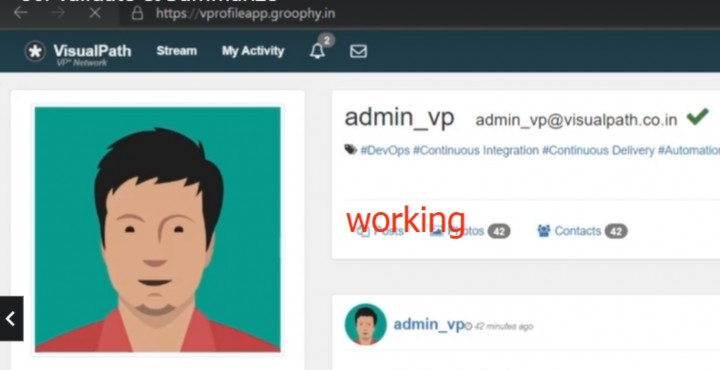 https://vprofileapp.groophy.in
VisualPath Stream My Activity 2
VP* Network
admin_vp admin_vp@visualpath.co.in
#DevOps #Continuous Integration #Continuous Delivery #Automation
working
Posts Photos 42 Contacts 42
admin_vp 42 minutes ago